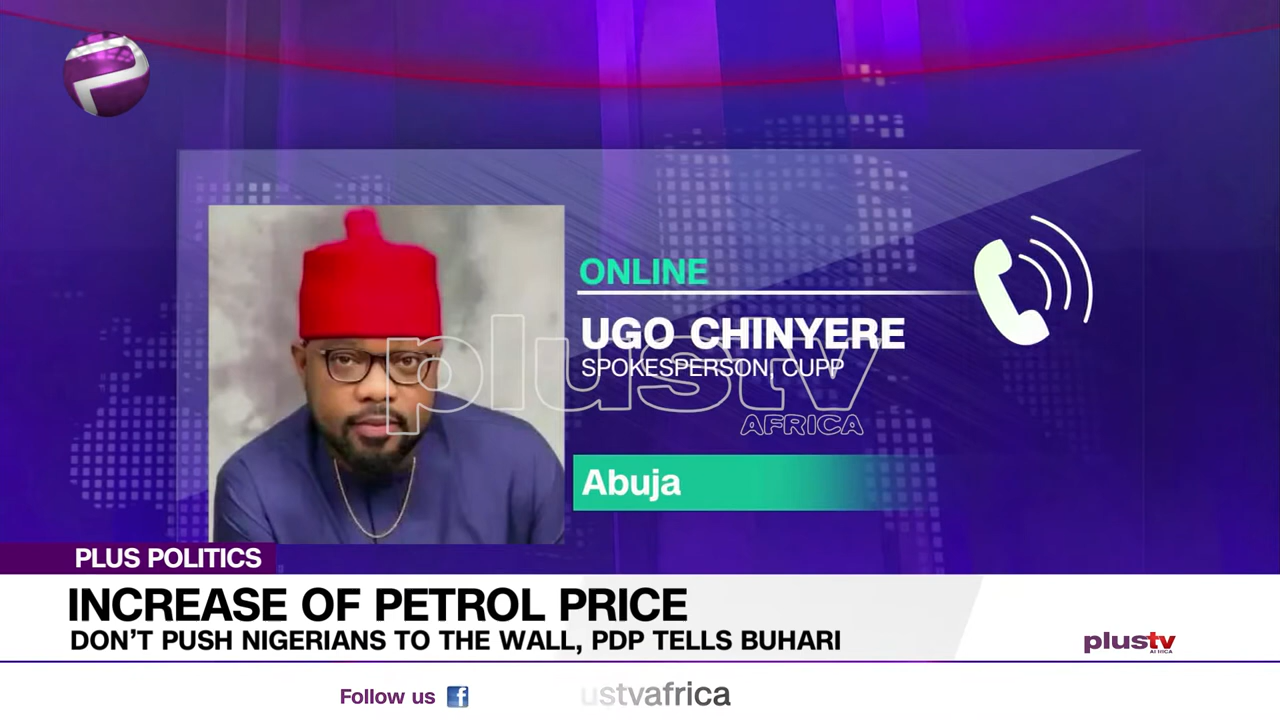 ONLINE
UGO CHINYERE
SPOKESPERSON, CUPP
plustv
AFRICA
Abuja
PLUS POLITICS
INCREASE OF PETROL PRICE
DON'T PUSH NIGERIANS TO THE WALL, PDP TELLS BUHARI
plustv
AFRICA
Follow us
ustvafrica